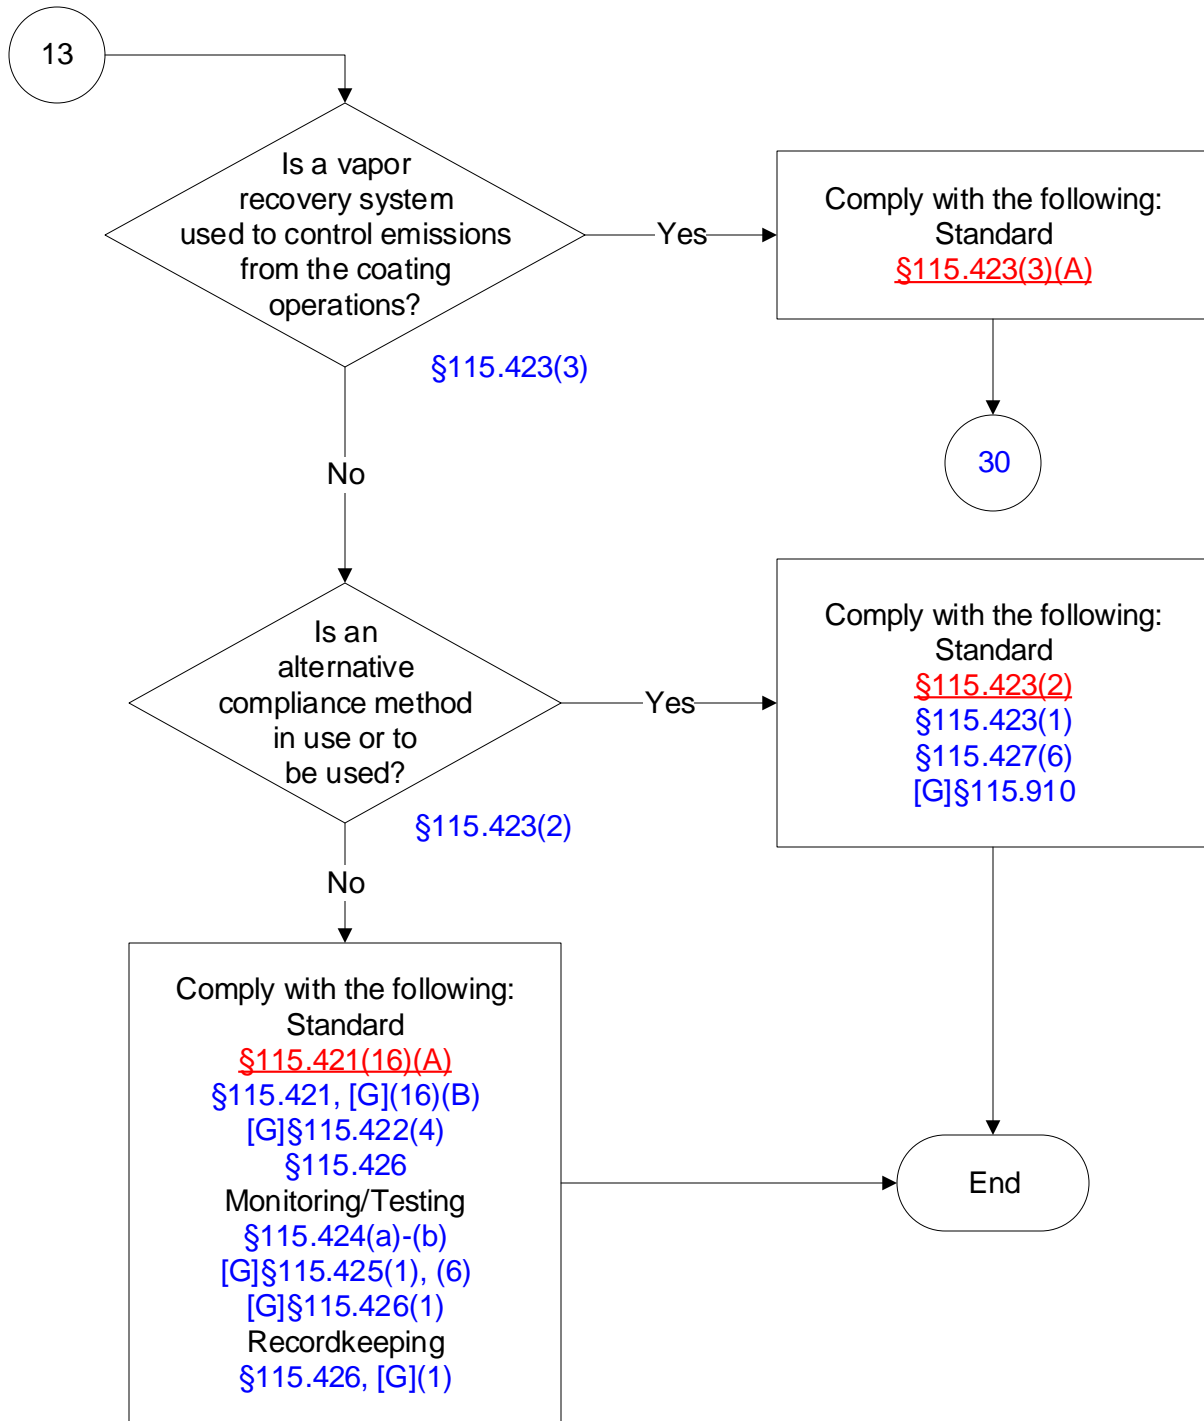 13
Is a vapor
recovery system
used to control emissions
from the coating
operations?
Yes
Comply with the following:
Standard
§115.423(3)(A)
§115.423(3)
30
No
Is an
alternative
compliance method
in use or to
be used?
Yes
Comply with the following:
Standard
§115.423(2)
§115.423(1)
§115.427(6)
[G]§115.910
§115.423(2)
No
Comply with the following:
Standard
§115.421(16)(A)
§115.421, [G](16)(B)
[G]§115.422(4)
§115.426
Monitoring/Testing
§115.424(a)-(b)
[G]§115.425(1), (6)
[G]§115.426(1)
Recordkeeping
§115.426, [G](1)
End